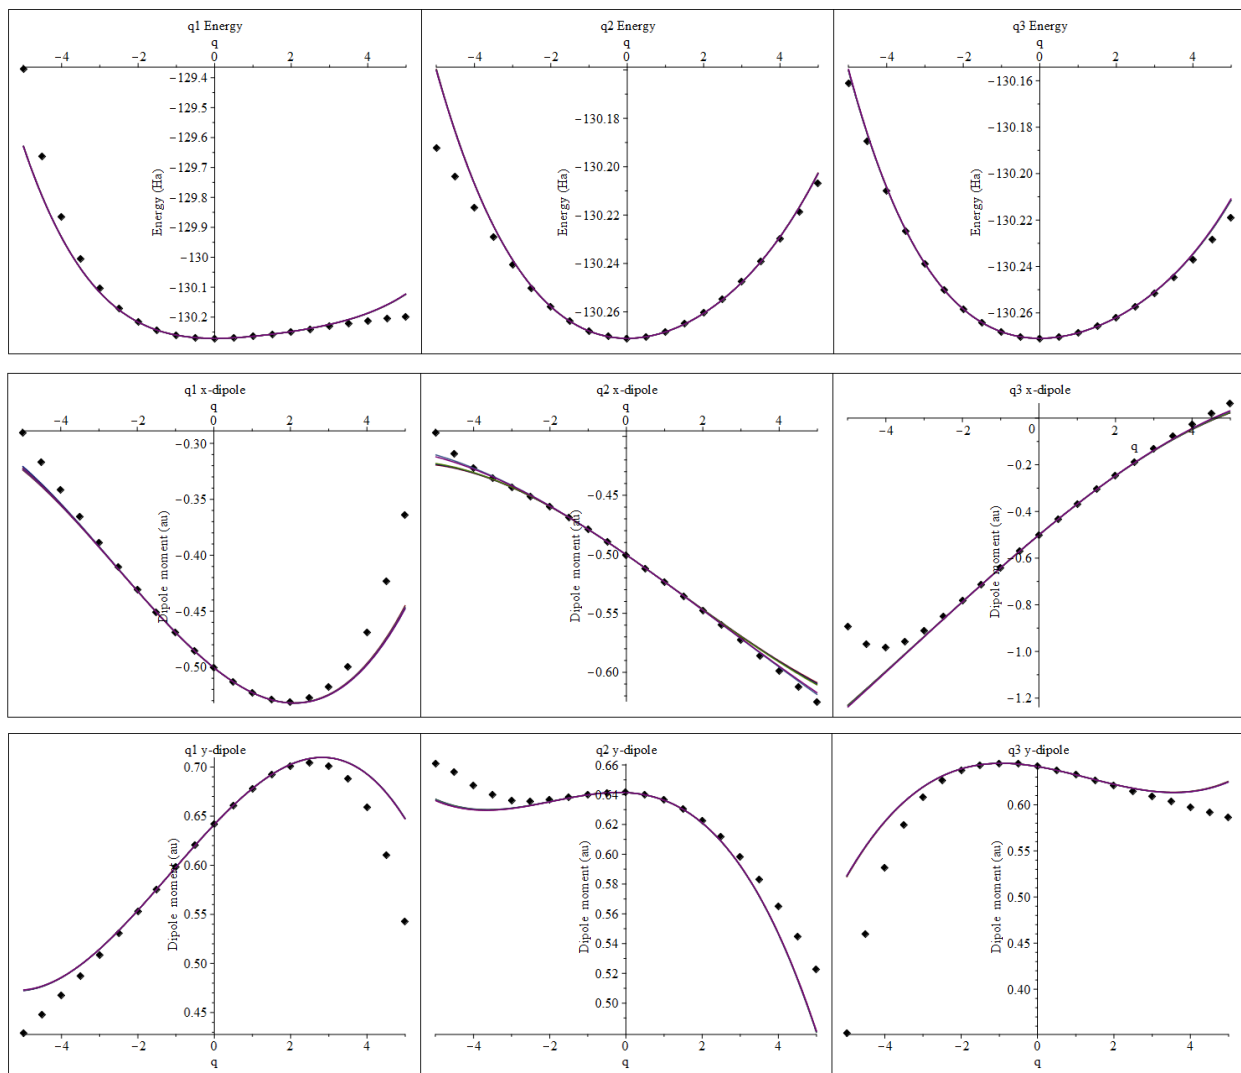 q1 Energy
q
−4 −2 0 2 4
−129.4
−129.5
−129.6
−129.7
−129.8
−129.9
−130
−130.1
−130.2
Energy (Ha)
q2 Energy
q
−4 −2 0 2 4
−130.18
−130.20
−130.22
−130.24
−130.26
Energy (Ha)
q3 Energy
q
−4 −2 0 2 4
−130.16
−130.18
−130.20
−130.22
−130.24
−130.26
Energy (Ha)
q1 x-dipole
q
−4 −2 0 2 4
−0.30
−0.35
−0.40
−0.45
−0.50
Dipole moment (au)
q2 x-dipole
q
−4 −2 0 2 4
−0.45
−0.50
−0.55
−0.60
Dipole moment (au)
q3 x-dipole
−4 −2 0 2 4
q
−0.2
−0.4
−0.6
−0.8
−1.0
−1.2
Dipole moment (au)
q1 y-dipole
0.70
0.65
0.60
0.55
0.50
0.45
Dipole moment (au)
−4 −2 0 2 4
q
q2 y-dipole
0.66
0.64
0.62
0.60
0.58
0.56
0.54
0.52
0.50
Dipole moment (au)
−4 −2 0 2 4
q
q3 y-dipole
0.60
0.55
0.50
0.45
0.40
Dipole moment (au)
−4 −2 0 2 4
q